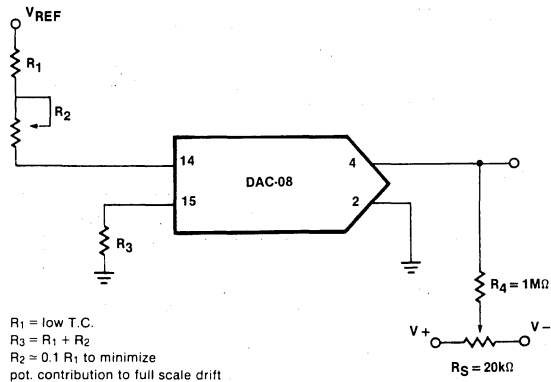 VREF
R1
R2
14
4
DAC-08
15
2
R3
R4 = 1MΩ
V+
V−
RS = 20kΩ
R1 = low T.C.
R3 = R1 + R2
R2 ≃ 0.1 R1 to minimize
pot. contribution to full scale drift